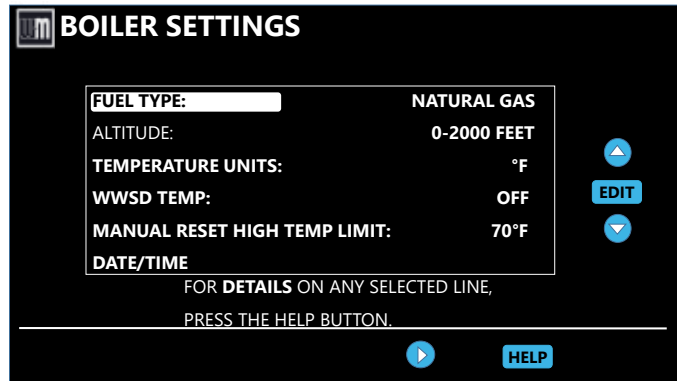 wm BOILER SETTINGS
FUEL TYPE: NATURAL GAS
ALTITUDE: 0-2000 FEET
TEMPERATURE UNITS: °F
WWSD TEMP: OFF
MANUAL RESET HIGH TEMP LIMIT: 70°F
DATE/TIME
EDIT
FOR DETAILS ON ANY SELECTED LINE,
PRESS THE HELP BUTTON.
HELP